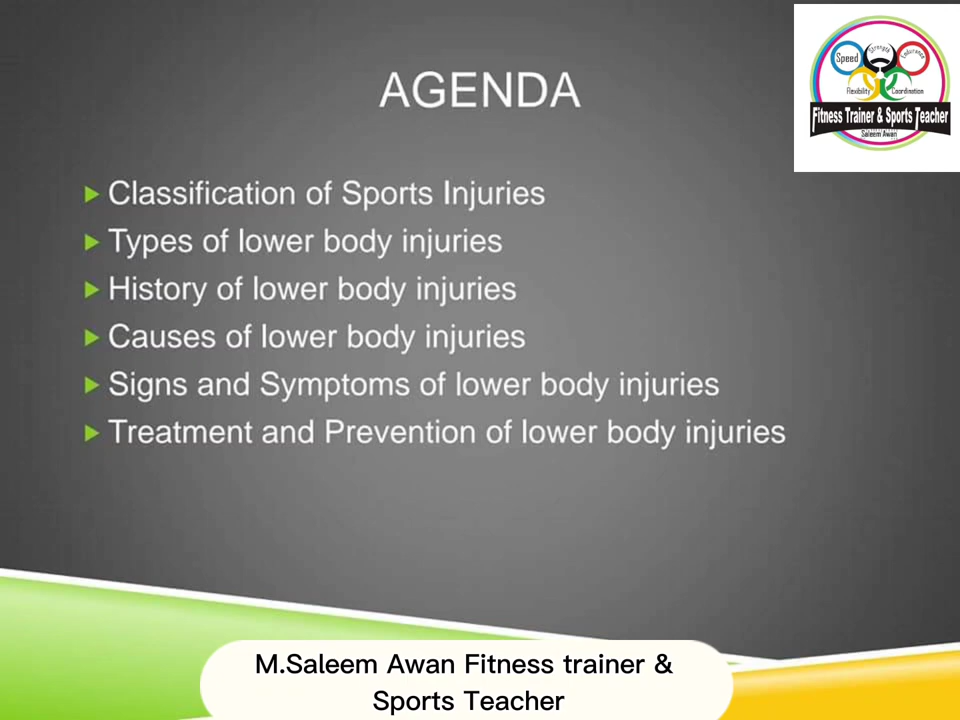 AGENDA
Speed
Strength
Endurance
Flexibility
Coordination
Fitness Trainer & Sports Teacher
Saleem Awan
Classification of Sports Injuries
Types of lower body injuries
History of lower body injuries
Causes of lower body injuries
Signs and Symptoms of lower body injuries
Treatment and Prevention of lower body injuries
M.Saleem Awan Fitness trainer &
Sports Teacher